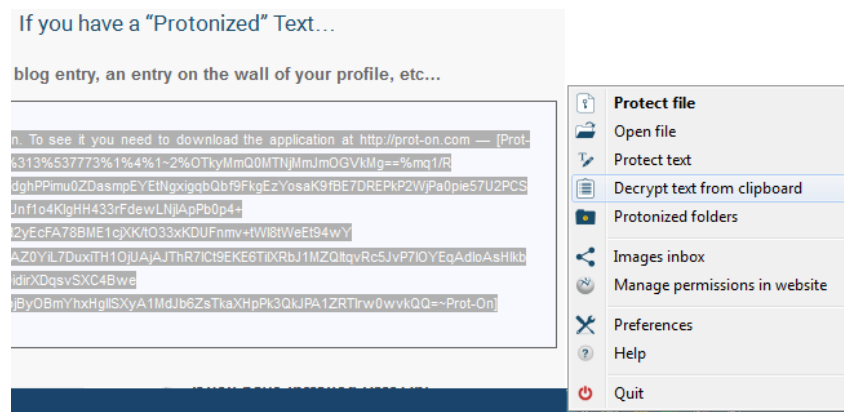 If you have a “Protonized” Text...
blog entry, an entry on the wall of your profile, etc...
n. To see it you need to download the application at http://prot-on.com — [Prot-
%313%537773%1%4%1~2%OTkyMmQ0MTNjMmJmOGVkMg==%mq1/R
dghPPimu0ZDasmpEYEtNgxigqbQbf9FkgEzYosaK9fBE7DREPkP2WjPa0pie57U2PCS
Jnf1o4KlgHH433rFdewLNjlApPb0p4+
l2yEcFA78BME1cjXK/tO33xKDUFnmv+tWl8tWeEt94wY
AZ0YiL7DuxiTH1OjUAjAJThR7lCt9EKE6TilXRbJ1MZQltqvRc5JvP7lOYEqAdloAsHlkb
idirXDqsvSXC4Bwe
jByOBmYhxHgllSXyA1MdJb6ZsTkaXHpPk3QkJPA1ZRTlrw0wvkQQ=~Prot-On]
Protect file
Open file
Protect text
Decrypt text from clipboard
Protonized folders
Images inbox
Manage permissions in website
Preferences
Help
Quit